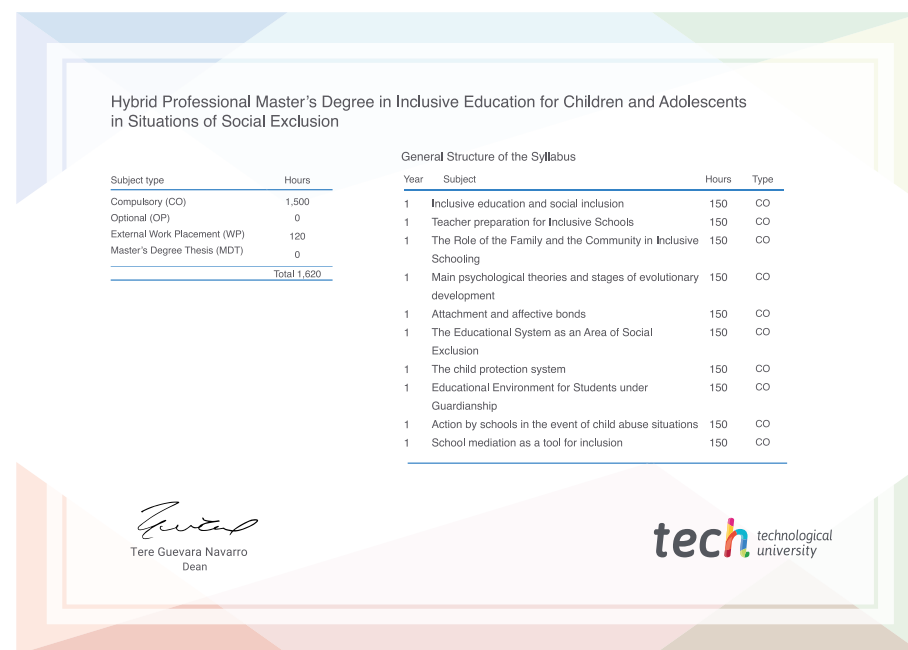 Hybrid Professional Master's Degree in Inclusive Education for Children and Adolescents
in Situations of Social Exclusion
Subject type Hours
Compulsory (CO) 1,500
Optional (OP) 0
External Work Placement (WP) 120
Master's Degree Thesis (MDT) 0
Total 1,620
General Structure of the Syllabus
Year Subject Hours Type
1 Inclusive education and social inclusion 150 CO
1 Teacher preparation for Inclusive Schools 150 CO
1 The Role of the Family and the Community in Inclusive 150 CO
Schooling
1 Main psychological theories and stages of evolutionary 150 CO
development
1 Attachment and affective bonds 150 CO
1 The Educational System as an Area of Social 150 CO
Exclusion
1 The child protection system 150 CO
1 Educational Environment for Students under 150 CO
Guardianship
1 Action by schools in the event of child abuse situations 150 CO
1 School mediation as a tool for inclusion 150 CO
Tere Guevara Navarro
Dean
tech technological
university